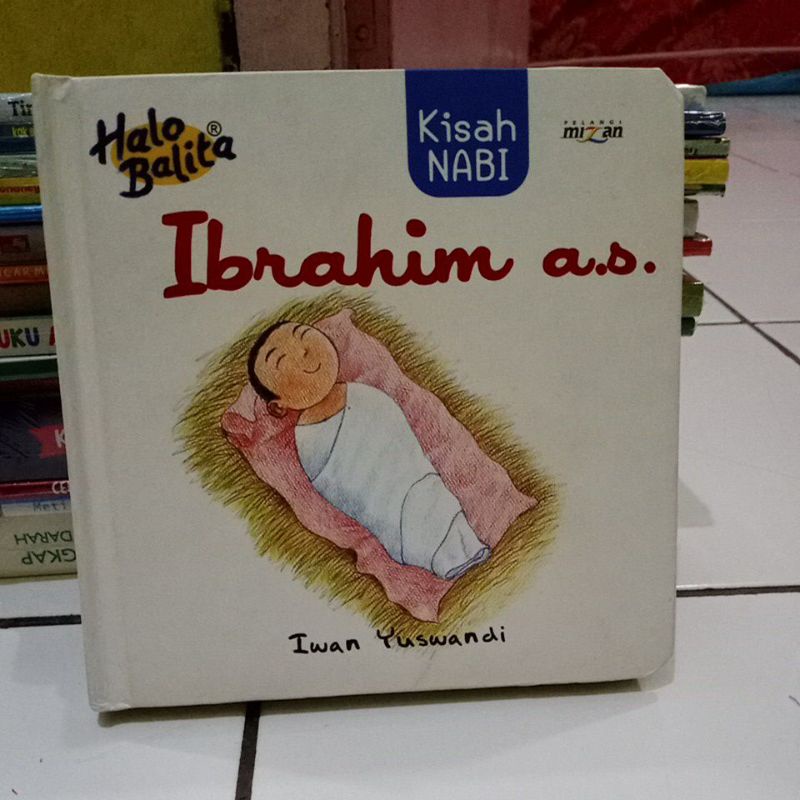 Halo
Balita®
Kisah
NABI
PELANGI
mizan
Ibrahim a.s.
Iwan Yuswandi